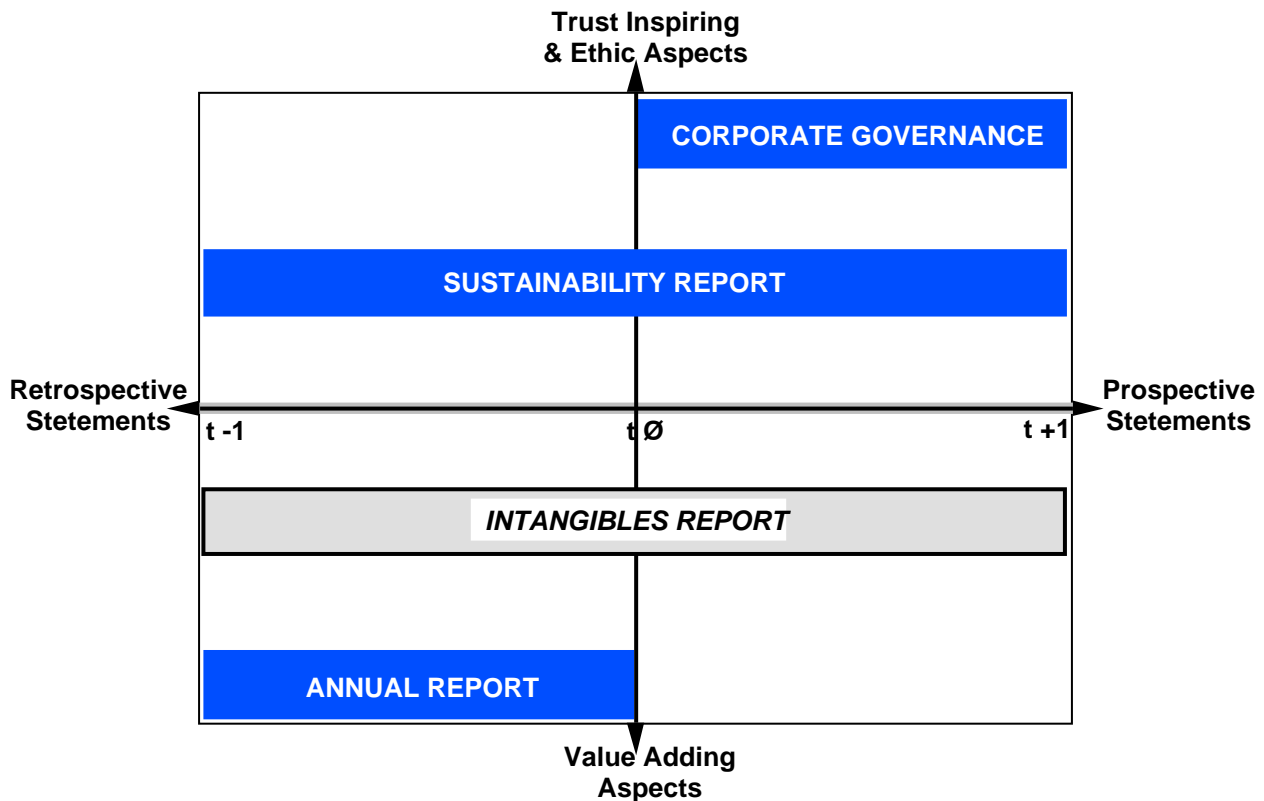 Trust Inspiring
& Ethic Aspects
CORPORATE GOVERNANCE
SUSTAINABILITY REPORT
Retrospective
Stetements
Prospective
Stetements
t -1
t Ø
t +1
INTANGIBLES REPORT
ANNUAL REPORT
Value Adding
Aspects